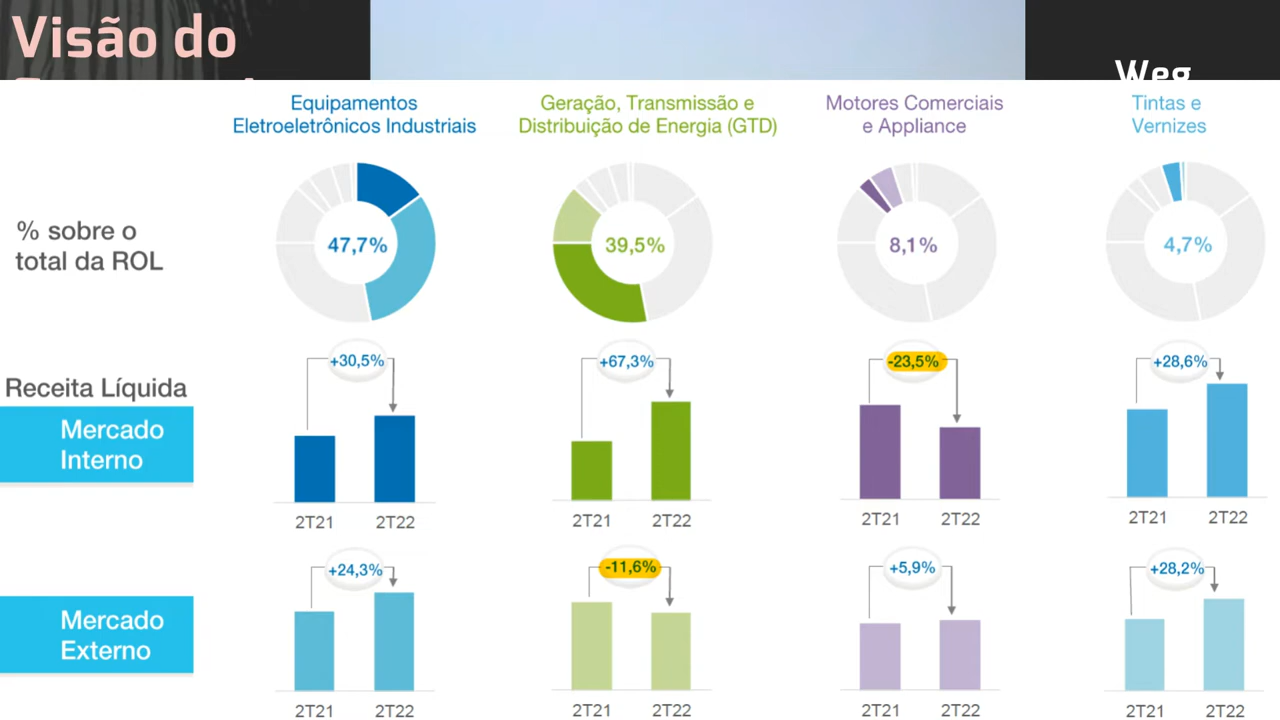 Visão do
Weg
Equipamentos
Eletroeletrônicos Industriais
Geração, Transmissão e
Distribuição de Energia (GTD)
Motores Comerciais
e Appliance
Tintas e
Vernizes
% sobre o
total da ROL
47,7%
39,5%
8,1%
4,7%
Receita Líquida
Mercado
Interno
+30,5%
2T21 2T22
+67,3%
2T21 2T22
-23,5%
2T21 2T22
+28,6%
2T21 2T22
Mercado
Externo
+24,3%
2T21 2T22
-11,6%
2T21 2T22
+5,9%
2T21 2T22
+28,2%
2T21 2T22